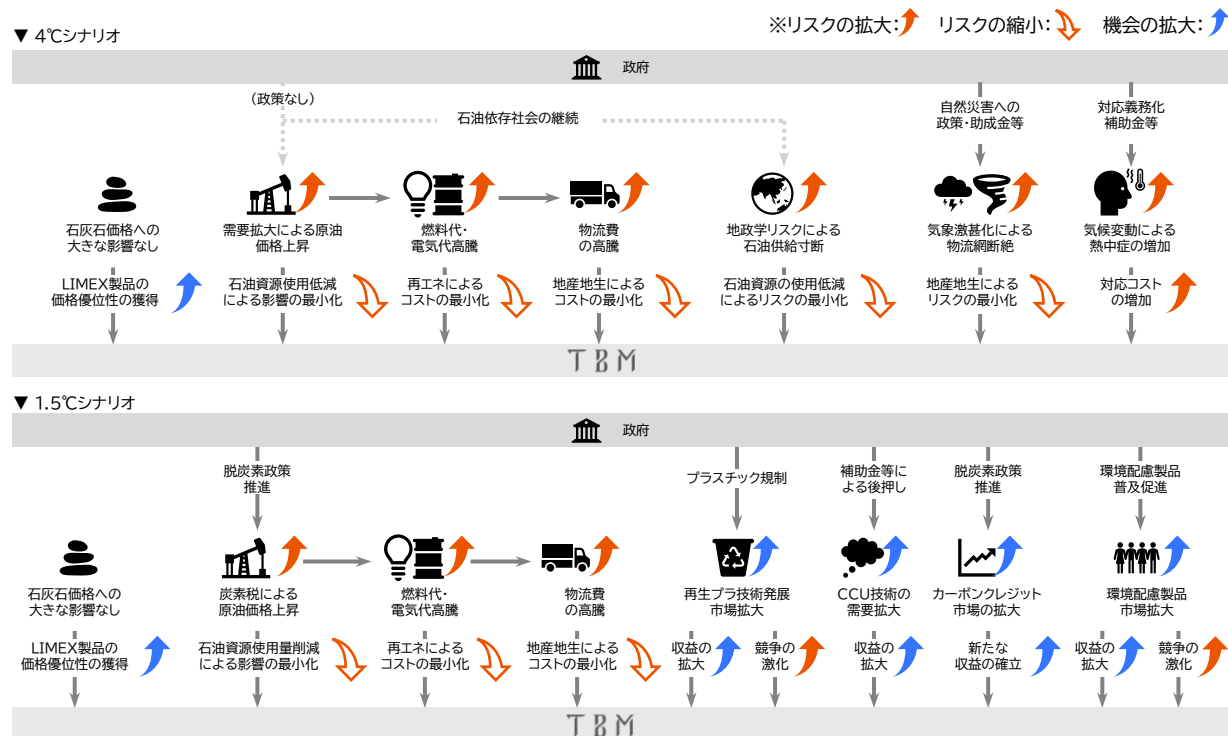 ※リスクの拡大:
リスクの縮小:
機会の拡大:
▼ 4℃シナリオ
政府
(政策なし)
石油依存社会の継続
自然災害への
政策・助成金等
対応義務化
補助金等
石灰石価格への
大きな影響なし
需要拡大による原油
価格上昇
燃料代・
電気代高騰
物流費
の高騰
地政学リスクによる
石油供給寸断
気象激甚化による
物流網断絶
気候変動による
熱中症の増加
LIMEX製品の
価格優位性の獲得
石油資源使用低減
による影響の最小化
再エネによる
コストの最小化
地産地生による
コストの最小化
石油資源の使用低減
によるリスクの最小化
地産地生による
リスクの最小化
対応コスト
の増加
TBM
▼ 1.5℃シナリオ
政府
脱炭素政策
推進
プラスチック規制
補助金等に
よる後押し
脱炭素政策
推進
環境配慮製品
普及促進
石灰石価格への
大きな影響なし
炭素税による
原油価格上昇
燃料代・
電気代高騰
物流費
の高騰
再生プラ技術発展
市場拡大
CCU技術の
需要拡大
カーボンクレジット
市場の拡大
環境配慮製品
市場拡大
LIMEX製品の
価格優位性の獲得
石油資源使用量削減
による影響の最小化
再エネによる
コストの最小化
地産地生による
コストの最小化
収益の
拡大
競争の
激化
収益の
拡大
新たな
収益の確立
収益の
拡大
競争の
激化
TBM